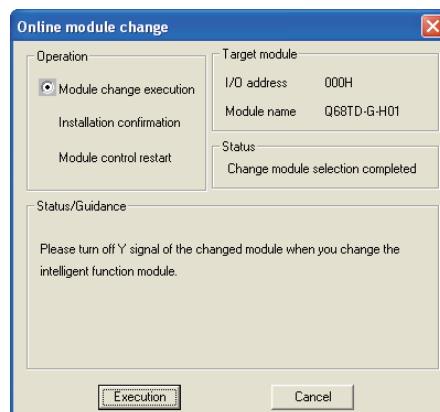 Online module change
Operation
Module change execution
Installation confirmation
Module control restart
Target module
I/O address 000H
Module name Q68TD-G-H01
Status
Change module selection completed
Status/Guidance
Please turn off Y signal of the changed module when you change the
intelligent function module.
Execution Cancel